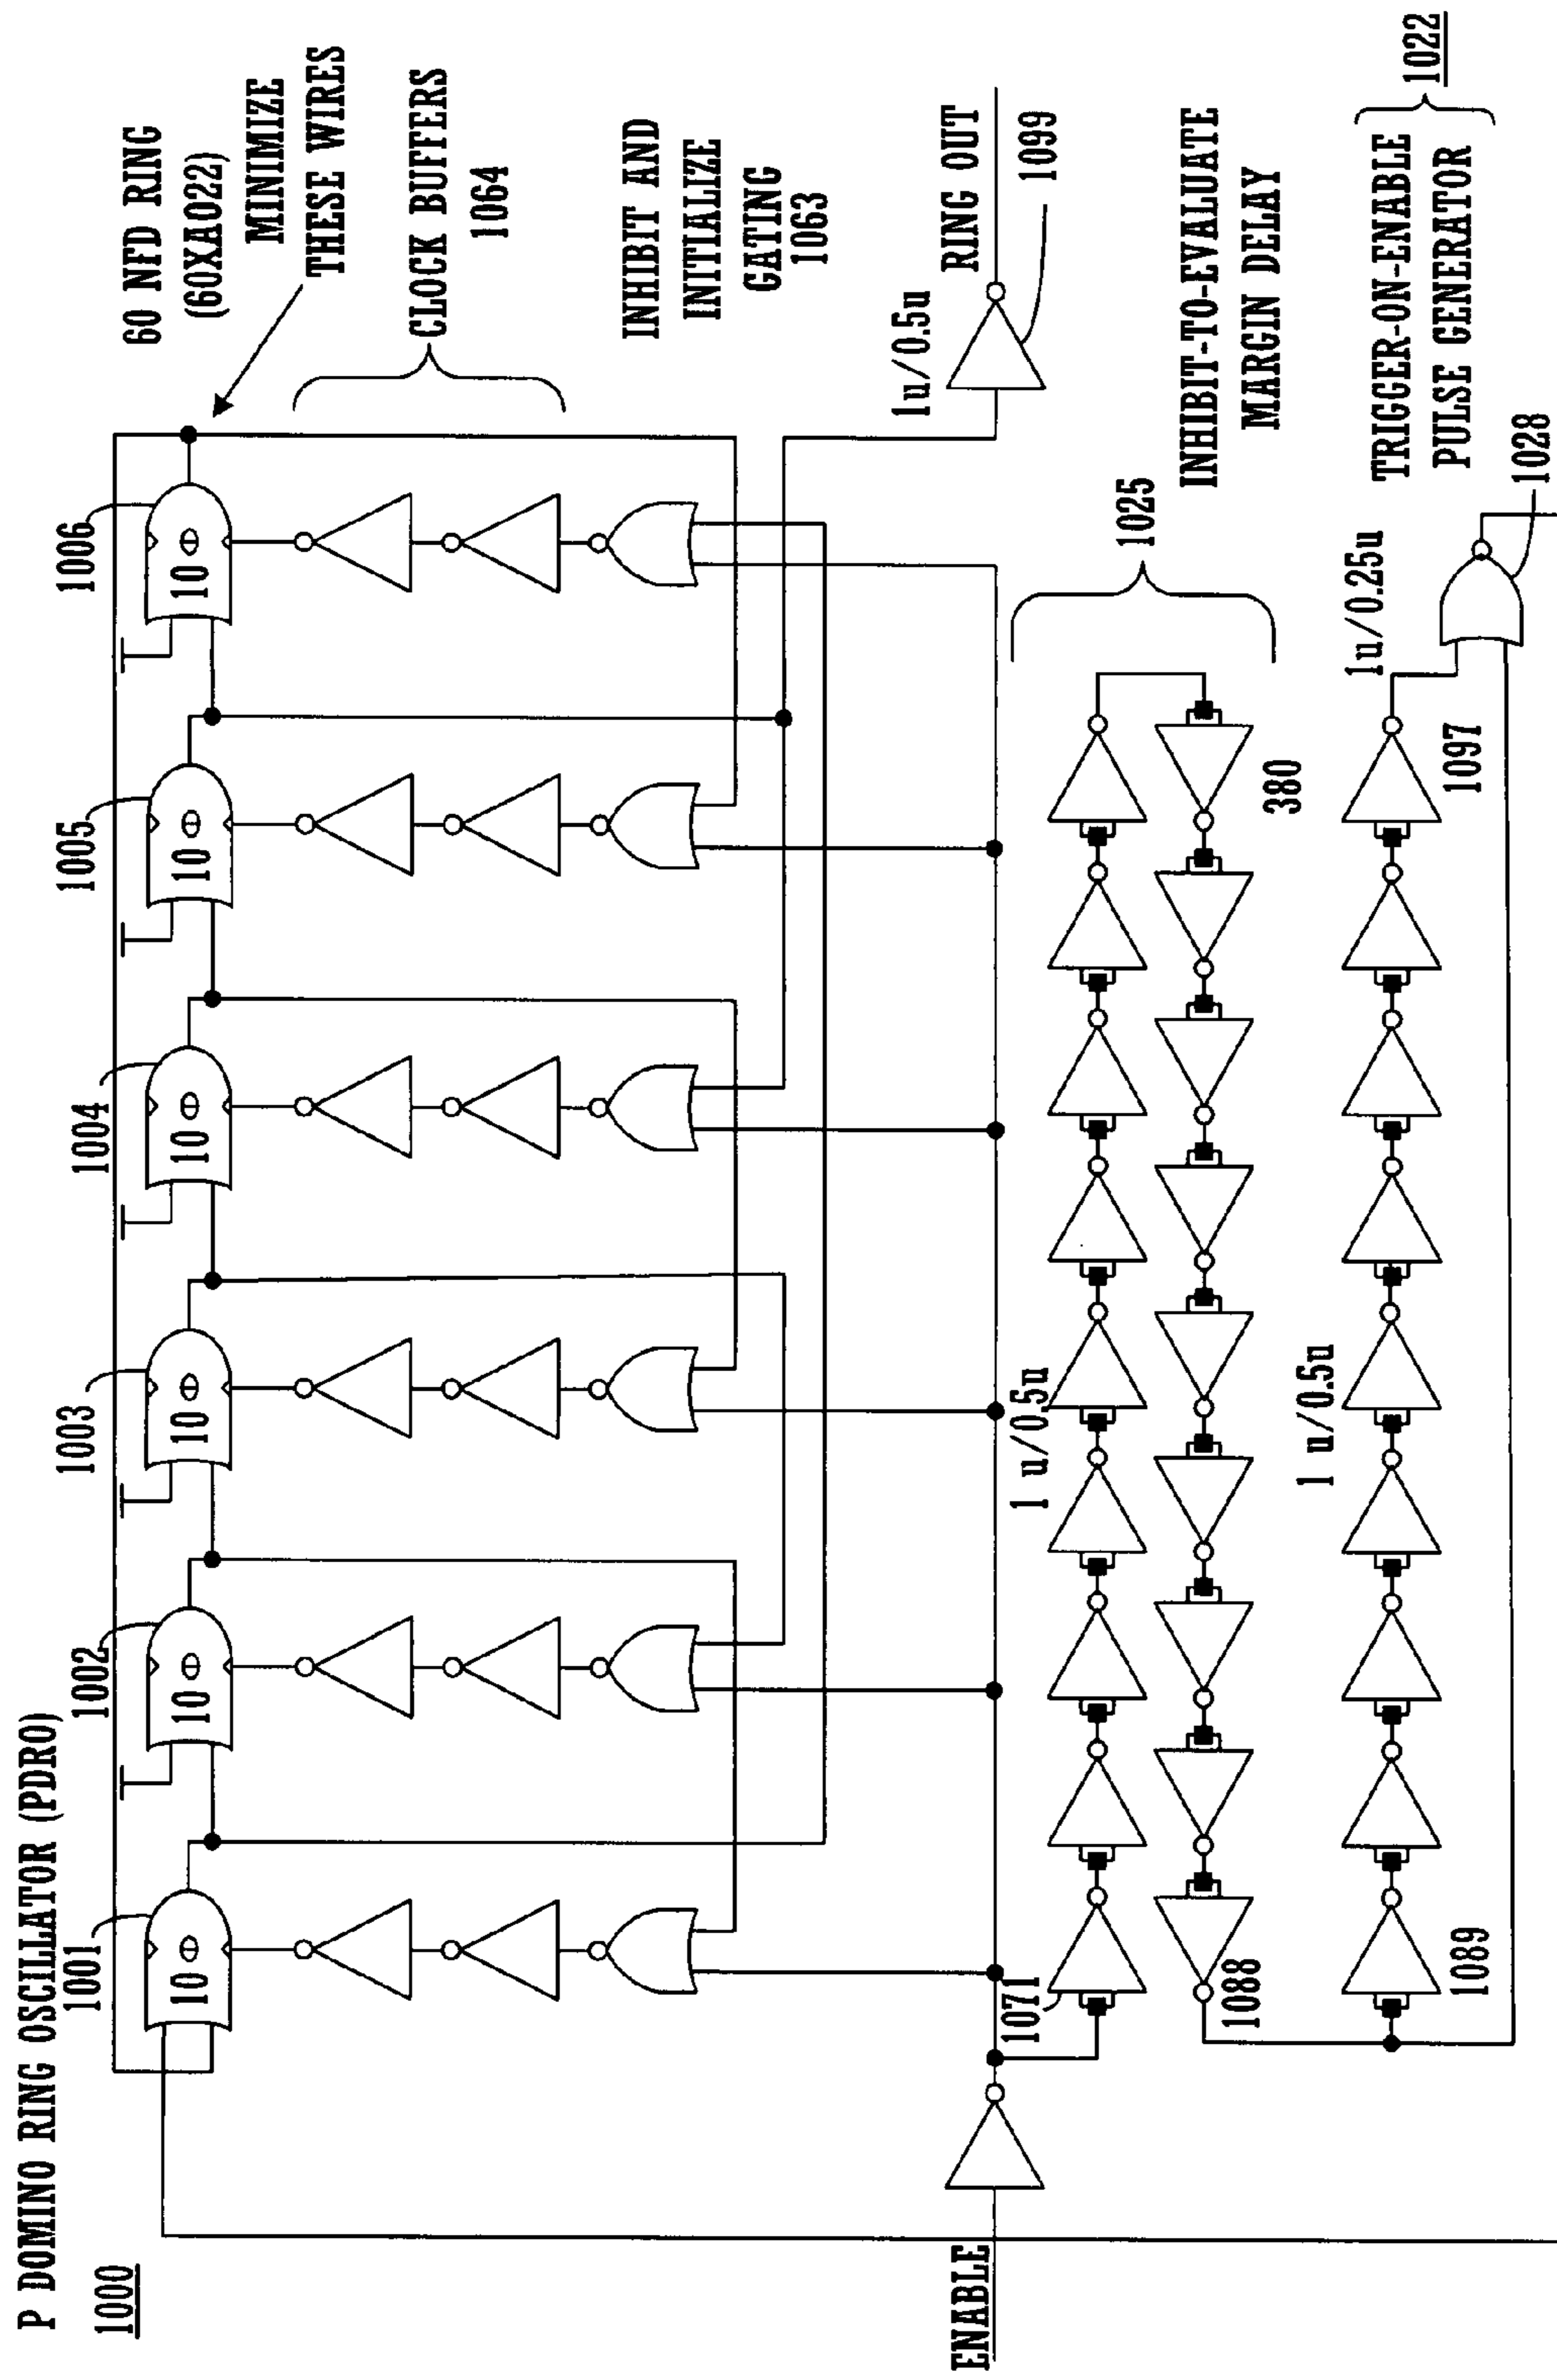 P DOMINO RING OSCILLATOR (PDRO)
1000
1001
1002
1003
1004
1005
1006
10 θ
10 θ
10 θ
10 θ
10 θ
10 θ
60 NFD RING
(60XAO22)
MINIMIZE
THESE WIRES
CLOCK BUFFERS
1064
INHIBIT AND
INITIALIZE
GATING
1063
ENABLE
1u/0.5u
RING OUT
1099
1071
1 u/0.5u
1025
INHIBIT-TO-EVALUATE
MARGIN DELAY
380
1088
1089
1 u/0.5u
1097
1u/0.25u
1028
TRIGGER-ON-ENABLE
PULSE GENERATOR
1022